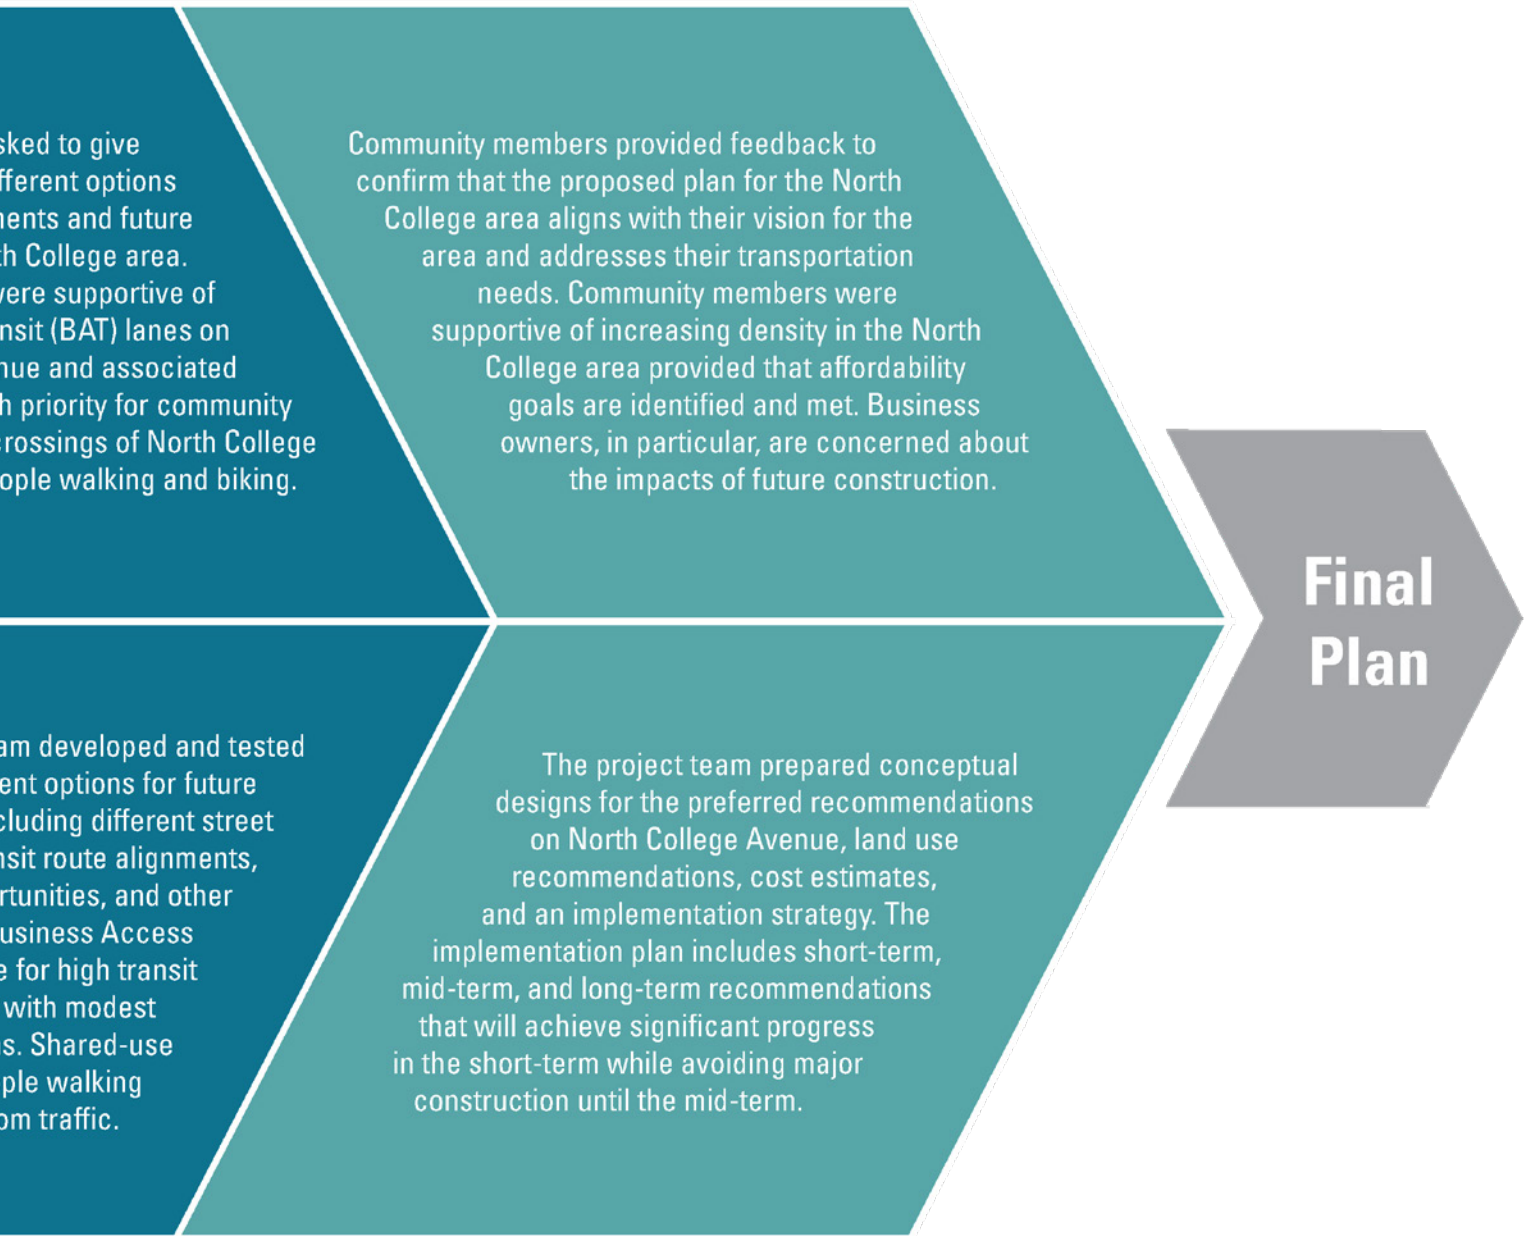 sked to give
fferent options
nents and future
th College area.
were supportive of
nsit (BAT) lanes on
nue and associated
h priority for community
crossings of North College
ople walking and biking.
Community members provided feedback to
confirm that the proposed plan for the North
College area aligns with their vision for the
area and addresses their transportation
needs. Community members were
supportive of increasing density in the North
College area provided that affordability
goals are identified and met. Business
owners, in particular, are concerned about
the impacts of future construction.
am developed and tested
ent options for future
cluding different street
nsit route alignments,
rtunities, and other
usiness Access
e for high transit
with modest
ns. Shared-use
ple walking
om traffic.
The project team prepared conceptual
designs for the preferred recommendations
on North College Avenue, land use
recommendations, cost estimates,
and an implementation strategy. The
implementation plan includes short-term,
mid-term, and long-term recommendations
that will achieve significant progress
in the short-term while avoiding major
construction until the mid-term.
Final
Plan